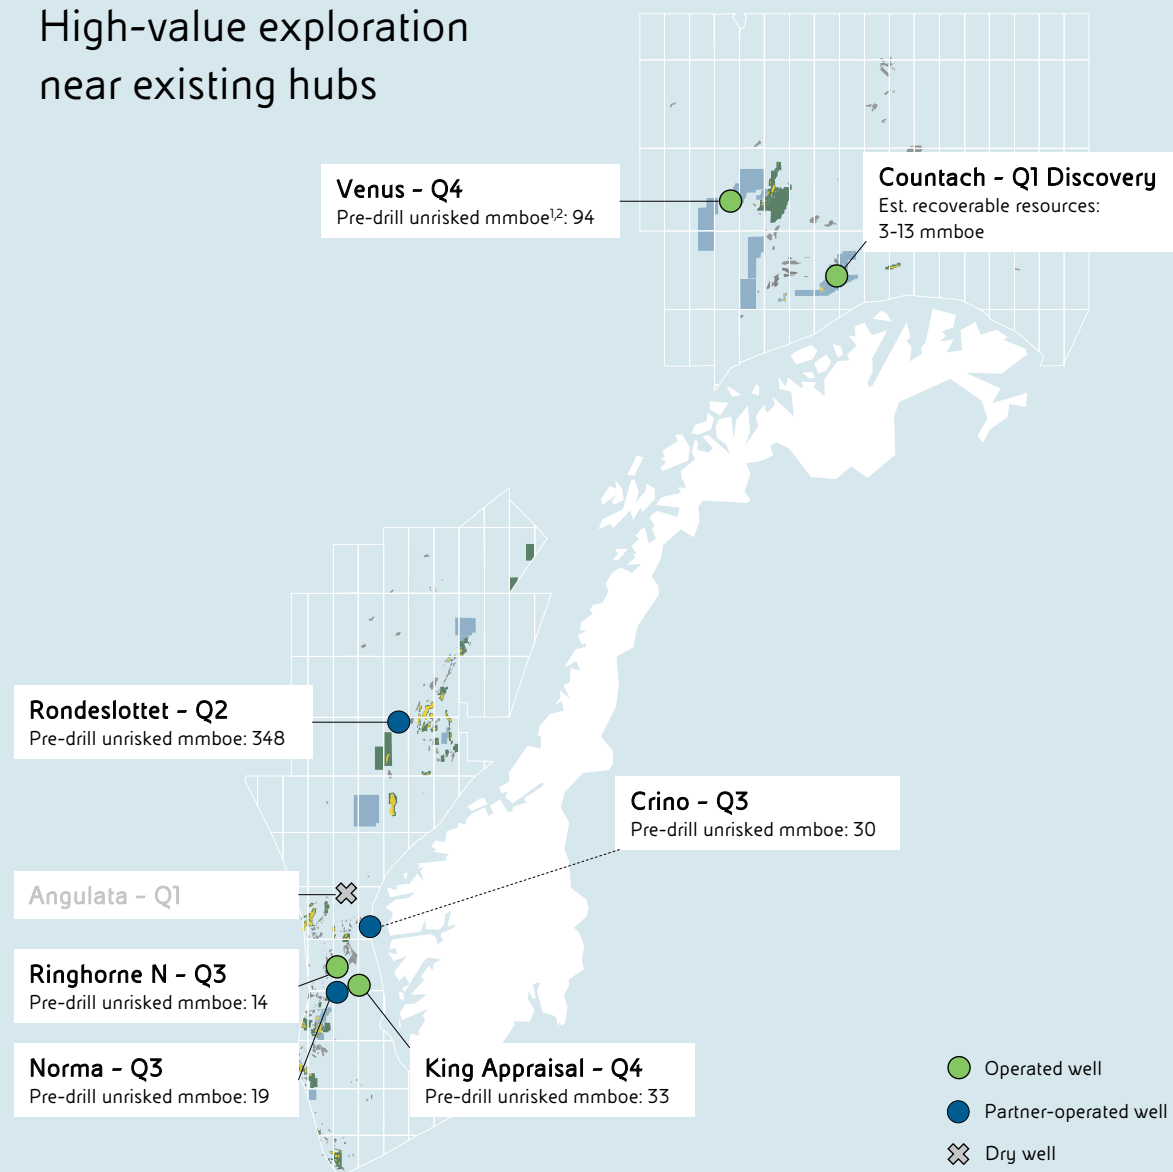 High-value exploration
near existing hubs
Venus - Q4
Pre-drill unrisked mmboe¹,²: 94
Countach - Q1 Discovery
Est. recoverable resources:
3-13 mmboe
Rondeslottet - Q2
Pre-drill unrisked mmboe: 348
Crino - Q3
Pre-drill unrisked mmboe: 30
Angulata - Q1
Ringhorne N - Q3
Pre-drill unrisked mmboe: 14
Norma - Q3
Pre-drill unrisked mmboe: 19
King Appraisal - Q4
Pre-drill unrisked mmboe: 33
Operated well
Partner-operated well
Dry well